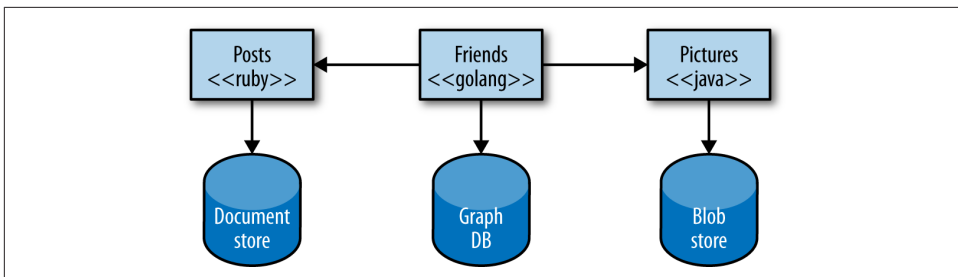 Posts
<<ruby>>
Friends
<<golang>>
Pictures
<<java>>
Document
store
Graph
DB
Blob
store